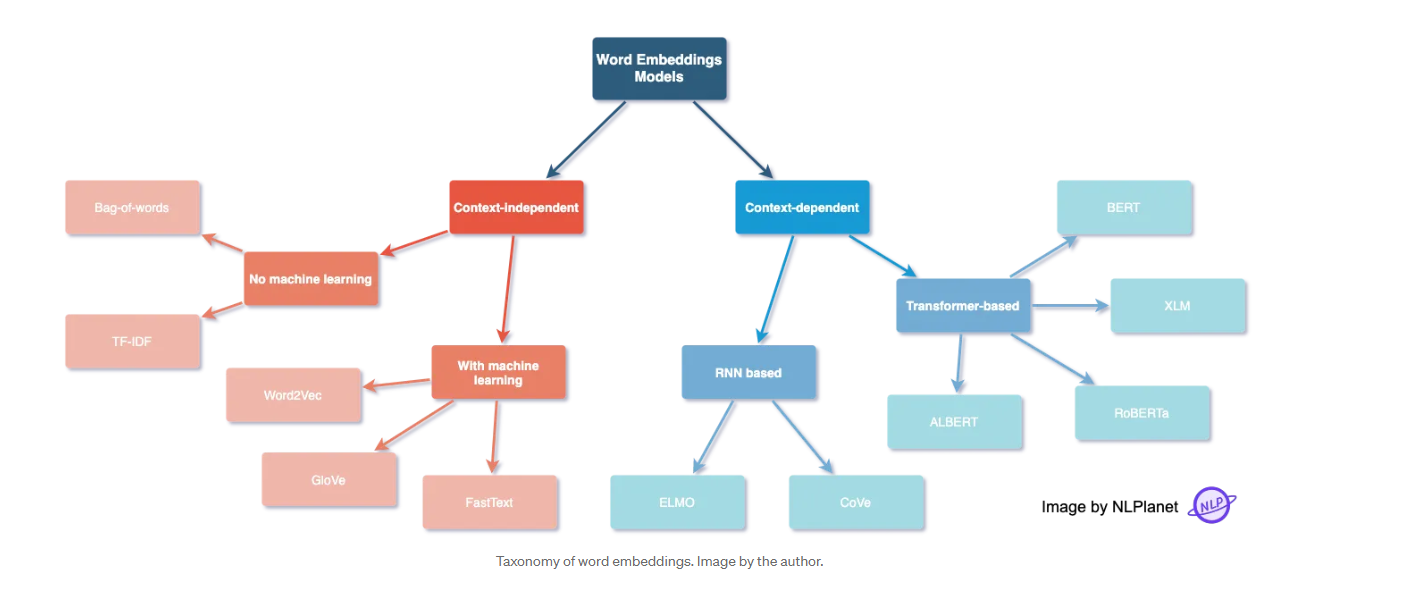 Word Embeddings
Models
Bag-of-words
Context-independent
Context-dependent
BERT
No machine learning
Transformer-based
XLM
TF-IDF
With machine
learning
RNN based
Word2Vec
ALBERT
RoBERTa
GloVe
FastText
ELMO
CoVe
Image by NLPlanet
NLP
Taxonomy of word embeddings. Image by the author.